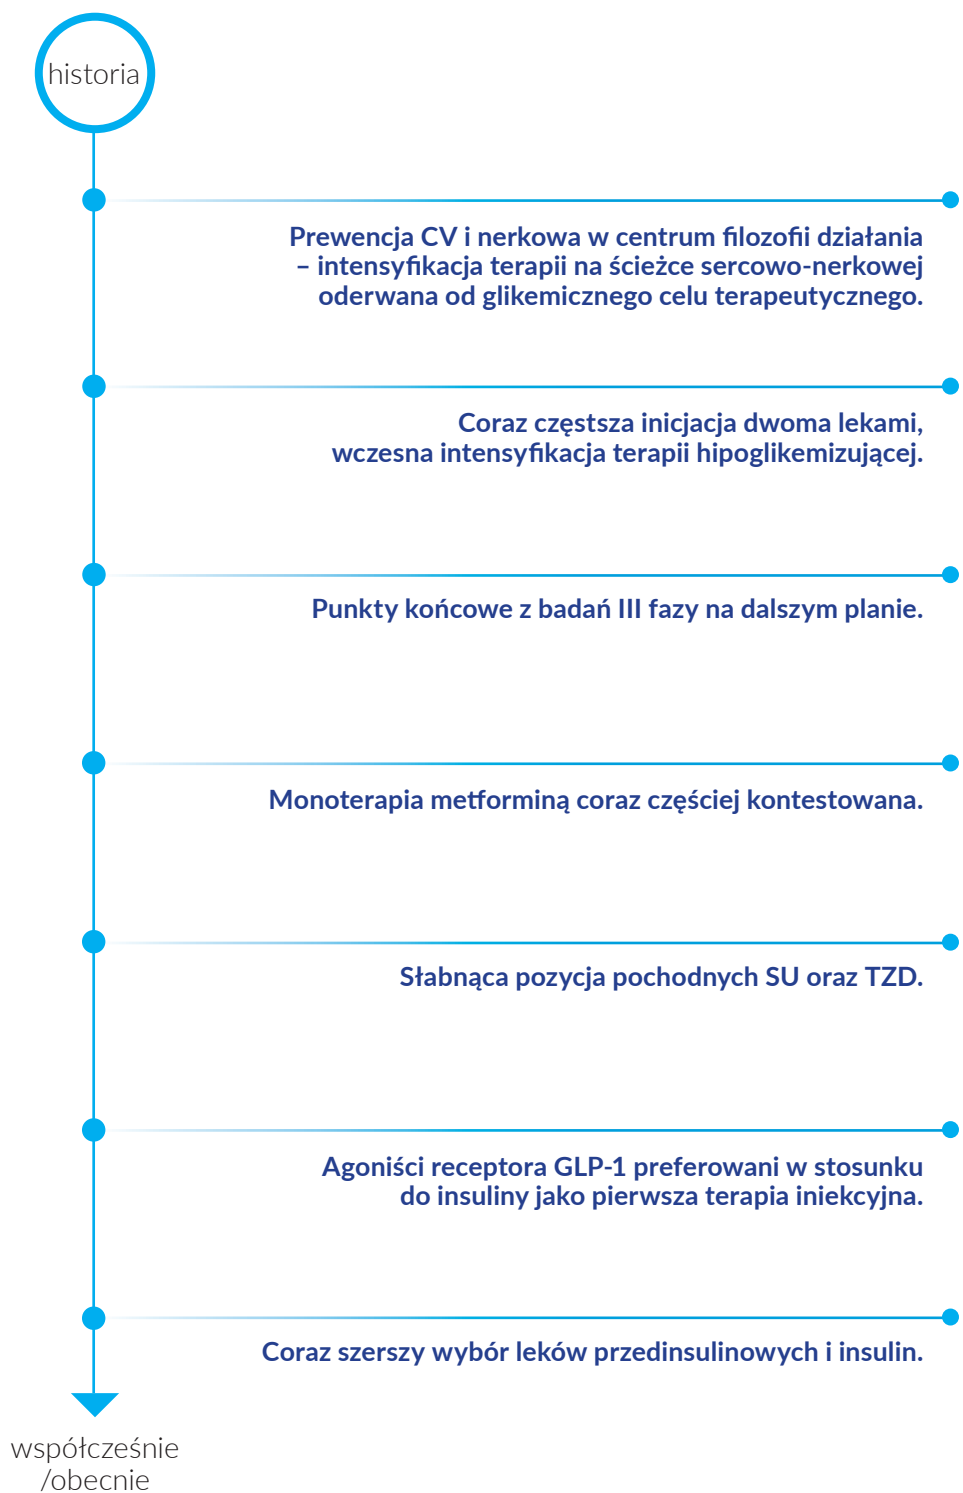 historia
Prewencja CV i nerkowa w centrum filozofii działania
– intensyfikacja terapii na ścieżce sercowo-nerkowej
oderwana od glikemicznego celu terapeutycznego.
Coraz częstsza inicjacja dwoma lekami,
wczesna intensyfikacja terapii hipoglikemizującej.
Punkty końcowe z badań III fazy na dalszym planie.
Monoterapia metforminą coraz częściej kontestowana.
Słabnąca pozycja pochodnych SU oraz TZD.
Agoniści receptora GLP-1 preferowani w stosunku
do insuliny jako pierwsza terapia iniekcyjna.
Coraz szerszy wybór leków przedinsulinowych i insulin.
współcześnie
/obecnie